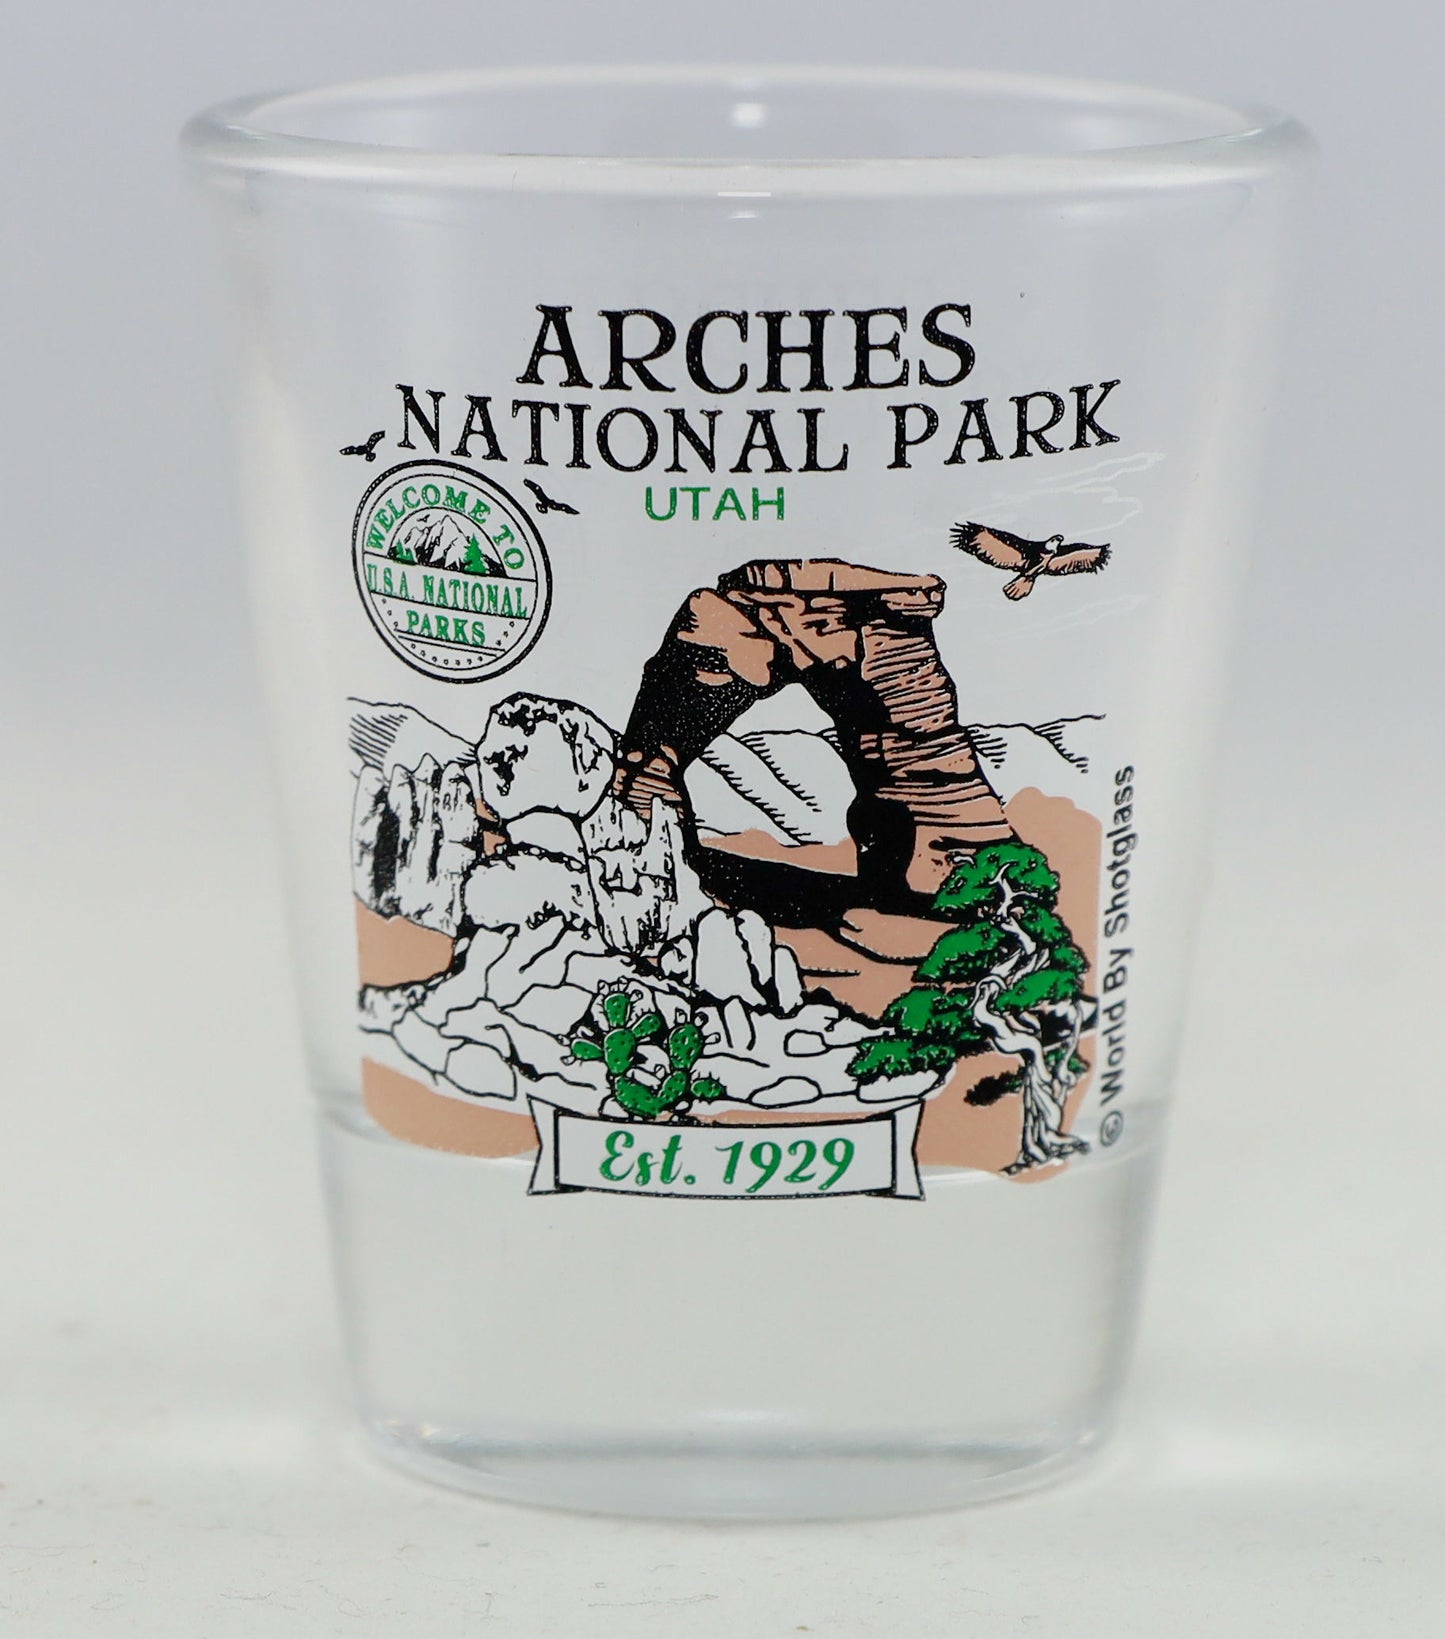 ARCHES
NATIONAL PARK
UTAH
WELCOME TO
U.S.A. NATIONAL
PARKS
© World By Shotglass
Est. 1929